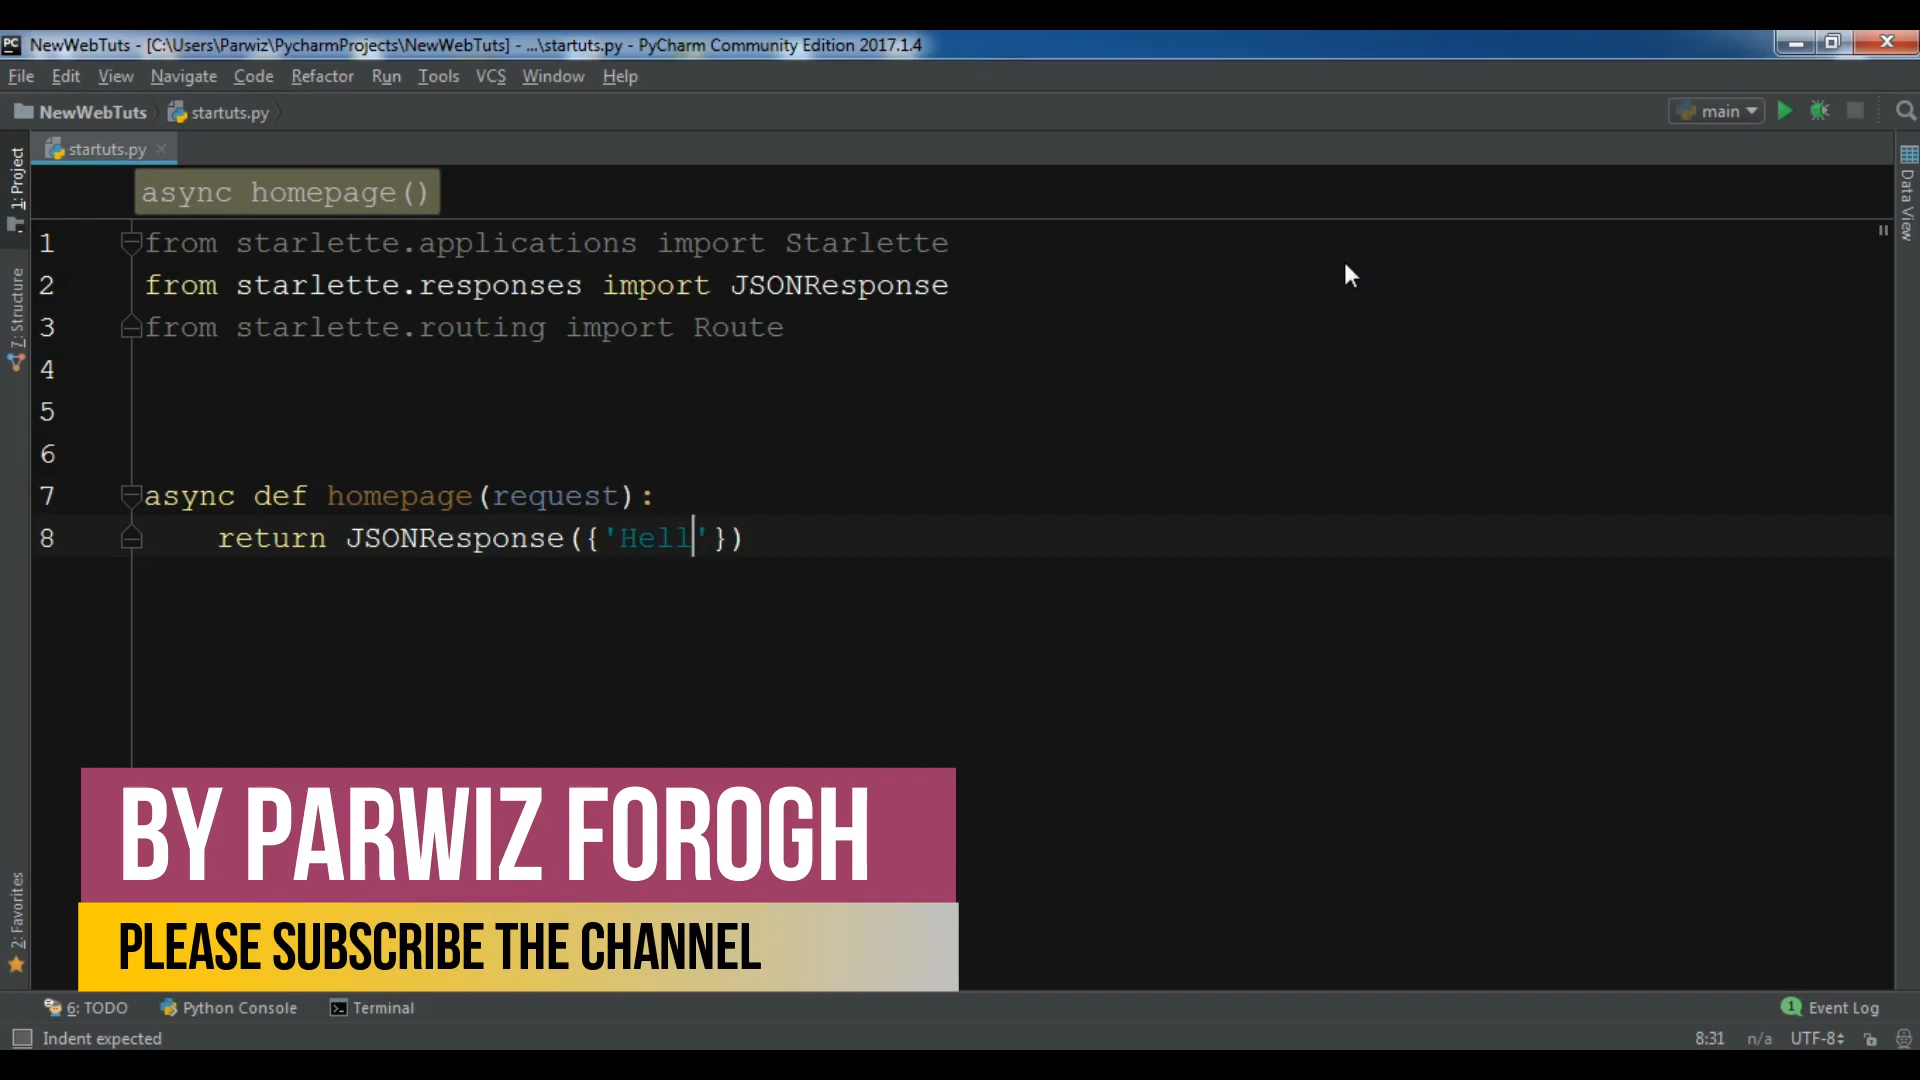 PC NewWebTuts - [C:\Users\Parwiz\PycharmProjects\NewWebTuts] - ...\startuts.py - PyCharm Community Edition 2017.1.4
File Edit View Navigate Code Refactor Run Tools VCS Window Help
NewWebTuts startuts.py main
startuts.py
1: Project
7: Structure
2: Favorites
Data View
async homepage()
1 from starlette.applications import Starlette
2 from starlette.responses import JSONResponse
3 from starlette.routing import Route
4
5
6
7 async def homepage(request):
8 return JSONResponse({'Hell'})
BY PARWIZ FOROGH
PLEASE SUBSCRIBE THE CHANNEL
6: TODO Python Console Terminal 1 Event Log
Indent expected 8:31 n/a UTF-8